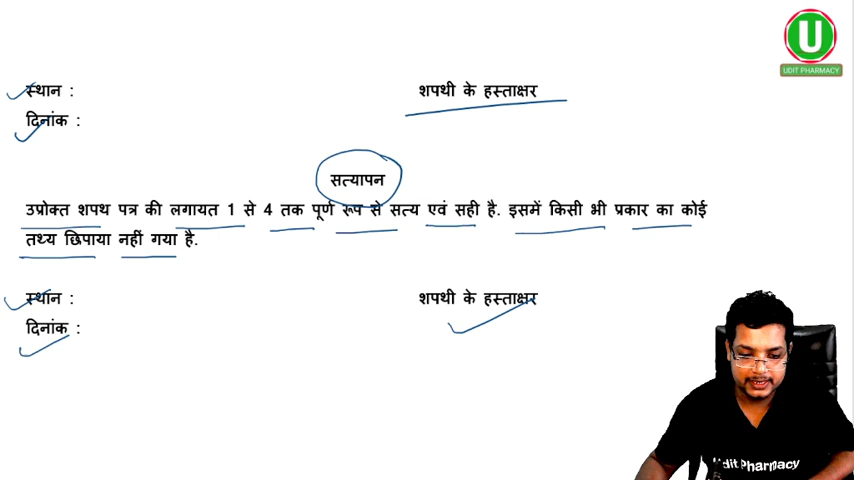 U
UDIT PHARMACY
स्थान :
शपथी के हस्ताक्षर
दिनांक :
सत्यापन
उप्रोक्त शपथ पत्र की लगायत 1 से 4 तक पूर्ण रूप से सत्य एवं सही है. इसमें किसी भी प्रकार का कोई
तथ्य छिपाया नहीं गया है.
स्थान :
शपथी के हस्ताक्षर
दिनांक :
Udit Pharmacy